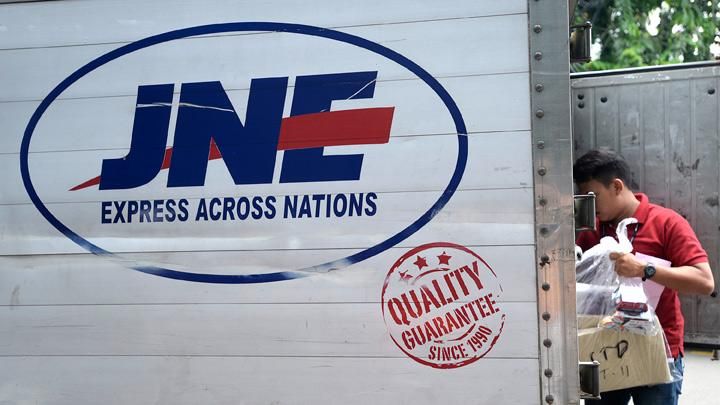 JNE
EXPRESS ACROSS NATIONS
QUALITY
GUARANTEE
SINCE 1990